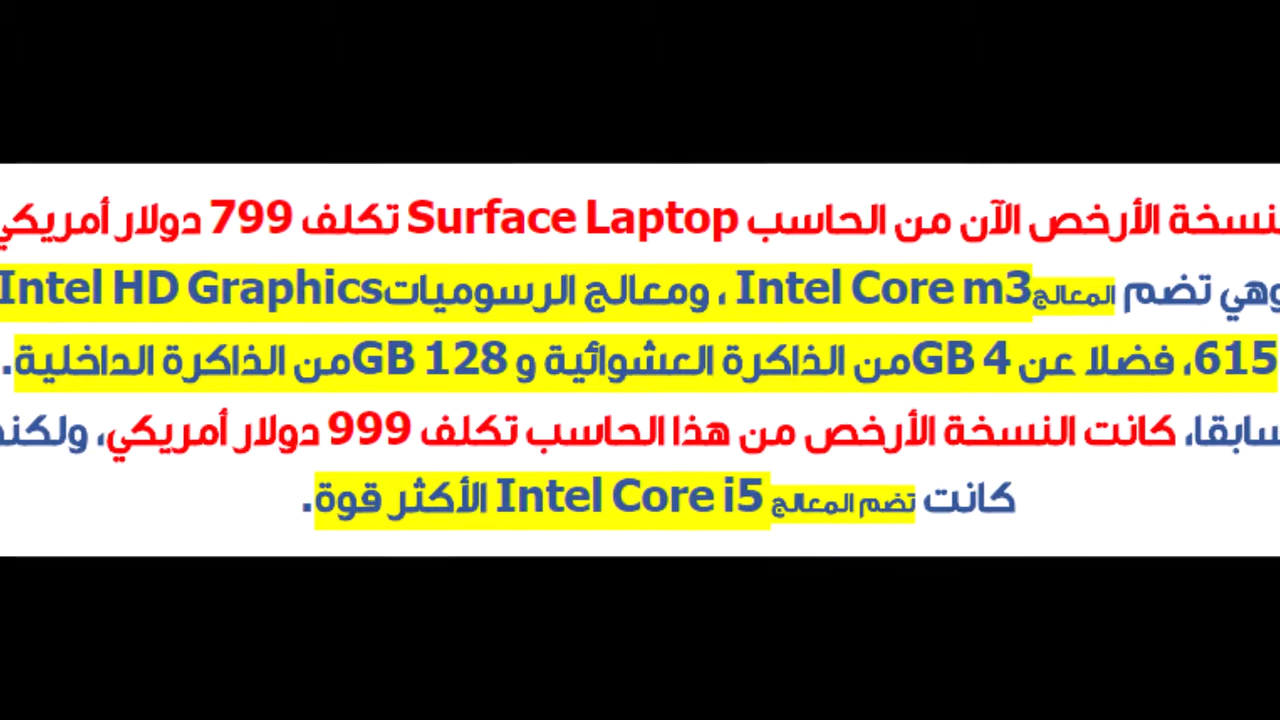 نسخة الأرخص الآن من الحاسب Surface Laptop تكلف 799 دولار أمريكي
وهي تضم المعالج Intel Core m3 ، ومعالج الرسوميات Intel HD Graphics
615، فضلا عن 4 GB من الذاكرة العشوائية و 128 GB من الذاكرة الداخلية.
سابقا، كانت النسخة الأرخص من هذا الحاسب تكلف 999 دولار أمريكي، ولكنه
كانت تضم المعالج Intel Core i5 الأكثر قوة.